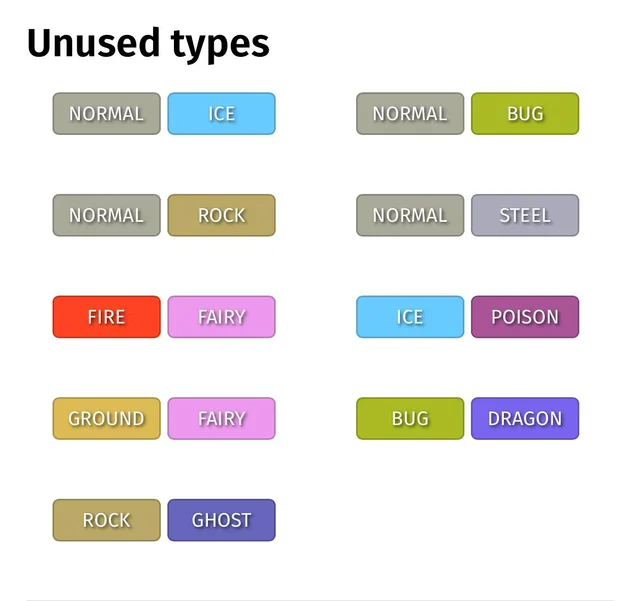 Unused types
NORMAL ICE NORMAL BUG
NORMAL ROCK NORMAL STEEL
FIRE FAIRY ICE POISON
GROUND FAIRY BUG DRAGON
ROCK GHOST